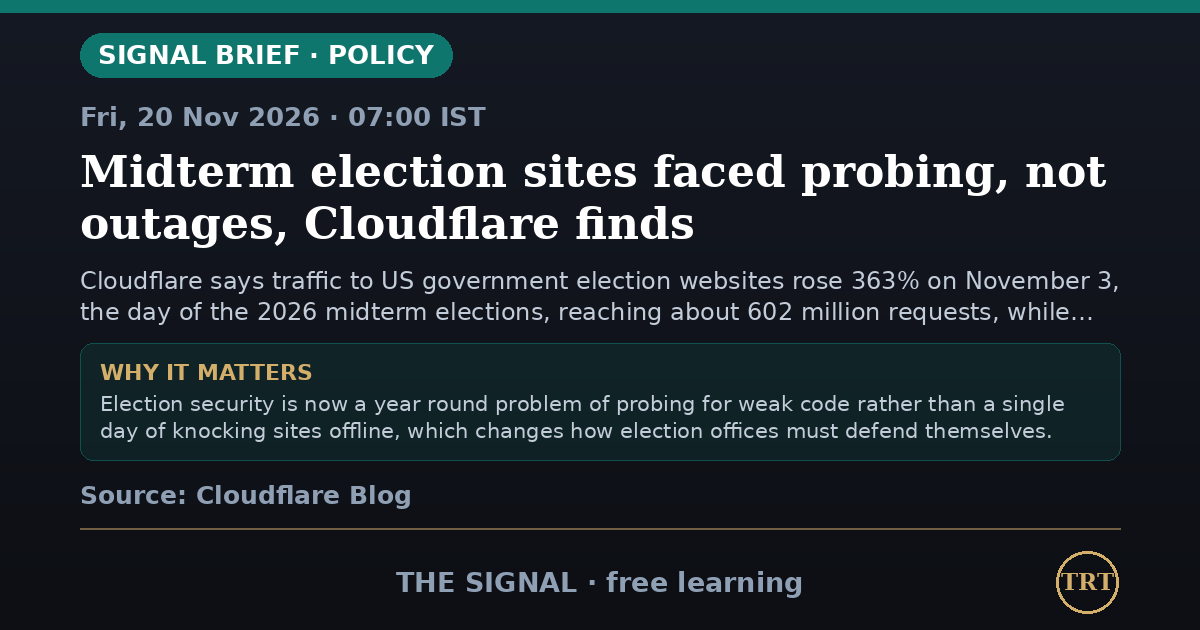 SIGNAL BRIEF · POLICY
Fri, 20 Nov 2026 · 07:00 IST
Midterm election sites faced probing, not
outages, Cloudflare finds
Cloudflare says traffic to US government election websites rose 363% on November 3,
the day of the 2026 midterm elections, reaching about 602 million requests, while…
WHY IT MATTERS
Election security is now a year round problem of probing for weak code rather than a single
day of knocking sites offline, which changes how election offices must defend themselves.
Source: Cloudflare Blog
THE SIGNAL · free learning
TRT